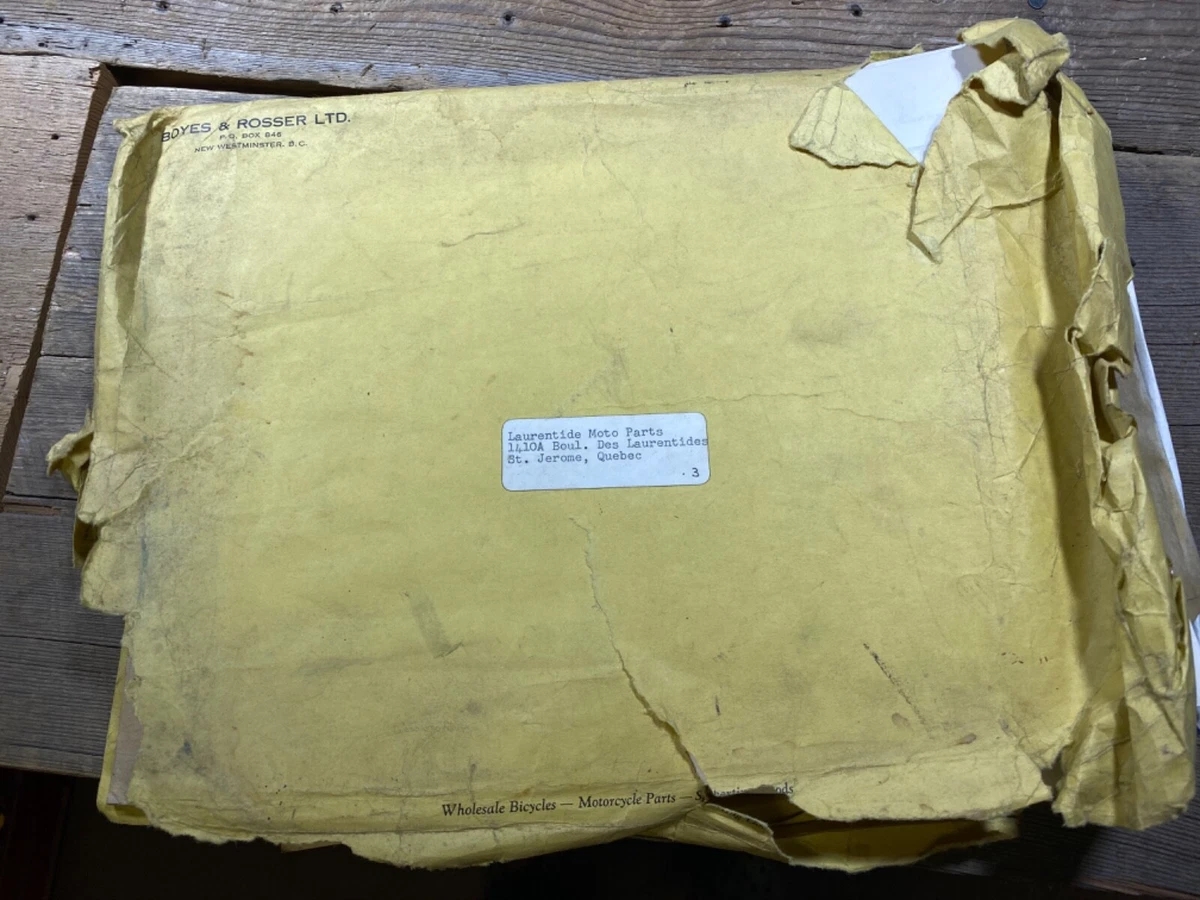 BOYES & ROSSER LTD.
P.O. BOX 846
NEW WESTMINSTER, B.C.
Laurentide Moto Parts
1410A Boul. Des Laurentides
St. Jerome, Quebec
. 3
Wholesale Bicycles — Motorcycle Parts —